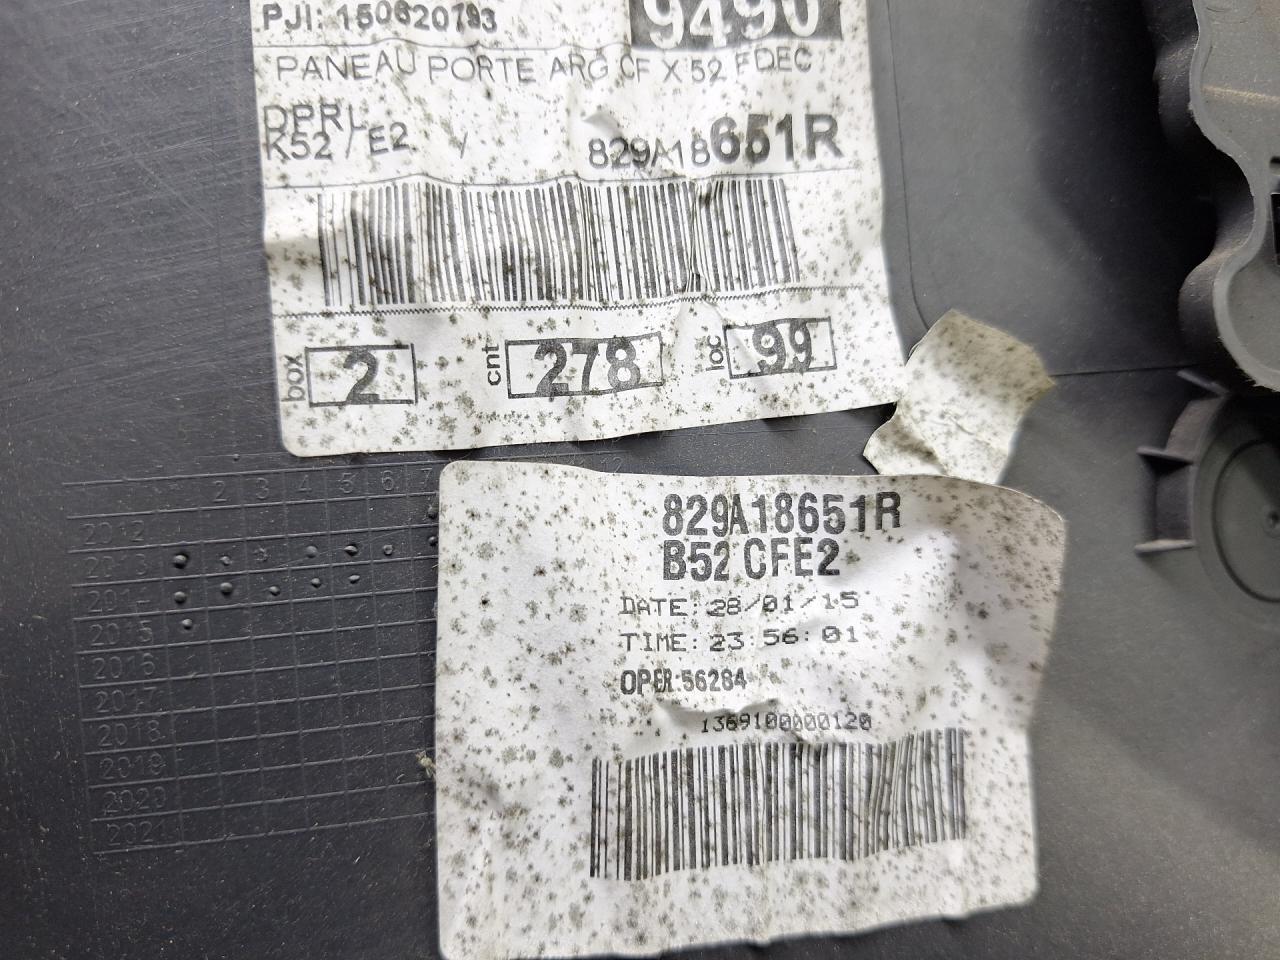 PJI: 150620793
9490
PANEAU PORTE ARG CF X 52 FDEC
DPRL
K52 / E2 / 829A18651R
box 2 cnt 278 loc 99
2 3 4 5 6 7
2012
2013
2014
2015
2016
2017
2018
2019
2020
2021
829A18651R
B52 CFE2
DATE: 28/01/15
TIME: 23:56:01
OPER:56284
1369100000120